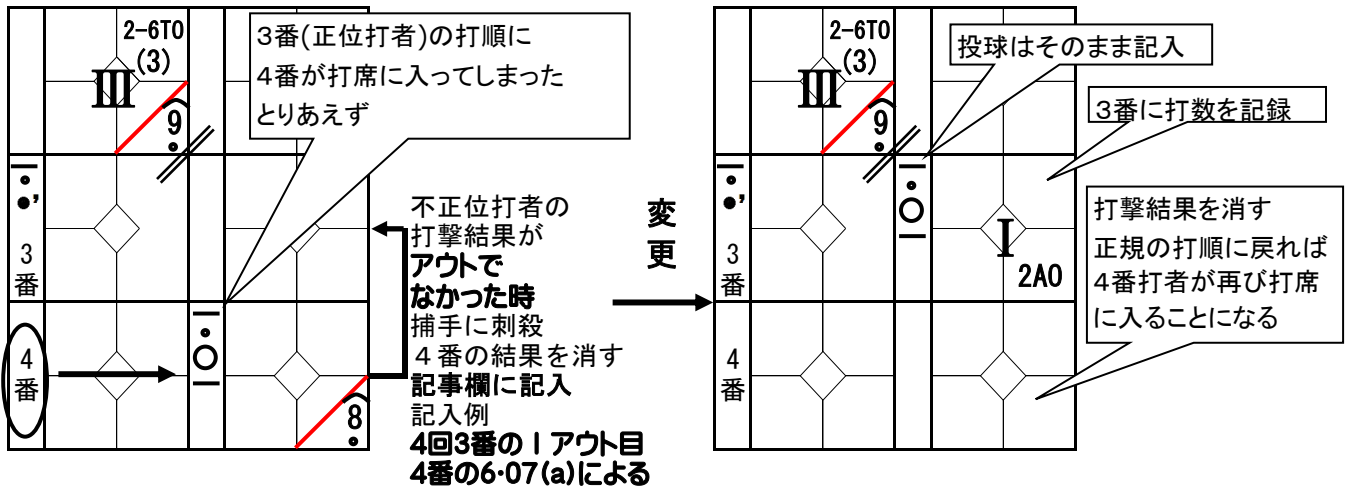 2-6TO
(3)
Ⅲ
9
3番(正位打者)の打順に
4番が打席に入ってしまった
とりあえず
3
番
4
番
8
不正位打者の
打撃結果が
アウトで
なかった時
捕手に刺殺
４番の結果を消す
記事欄に記入
記入例
4回3番のⅠアウト目
4番の6・07(a)による
変
更
2-6TO
(3)
Ⅲ
9
投球はそのまま記入
3番に打数を記録
3
番
Ⅰ
2AO
打撃結果を消す
正規の打順に戻れば
4番打者が再び打席
に入ることになる
4
番